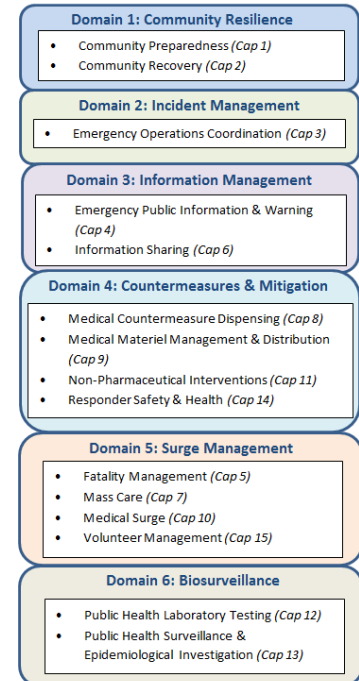 Domain 1: Community Resilience
• Community Preparedness (Cap 1)
• Community Recovery (Cap 2)
Domain 2: Incident Management
• Emergency Operations Coordination (Cap 3)
Domain 3: Information Management
• Emergency Public Information & Warning
(Cap 4)
• Information Sharing (Cap 6)
Domain 4: Countermeasures & Mitigation
• Medical Countermeasure Dispensing (Cap 8)
• Medical Materiel Management & Distribution
(Cap 9)
• Non-Pharmaceutical Interventions (Cap 11)
• Responder Safety & Health (Cap 14)
Domain 5: Surge Management
• Fatality Management (Cap 5)
• Mass Care (Cap 7)
• Medical Surge (Cap 10)
• Volunteer Management (Cap 15)
Domain 6: Biosurveillance
• Public Health Laboratory Testing (Cap 12)
• Public Health Surveillance &
Epidemiological Investigation (Cap 13)